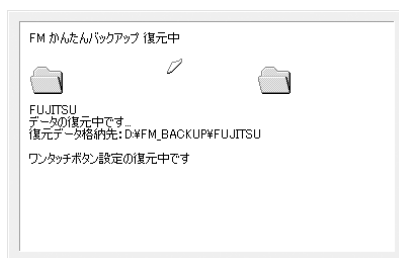 FM かんたんバックアップ 復元中
FUJITSU
データの復元中です...
復元データ格納先：D:¥FM_BACKUP¥FUJITSU
ワンタッチボタン設定の復元中です